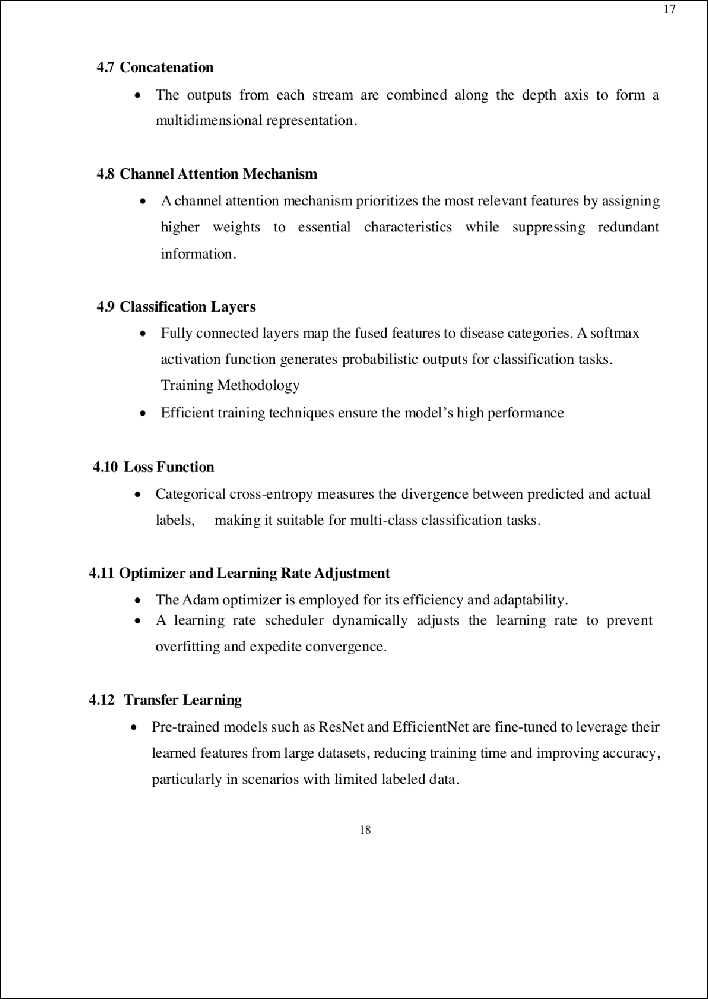 17
4.7 Concatenation
• The outputs from each stream are combined along the depth axis to form a
multidimensional representation.
4.8 Channel Attention Mechanism
• A channel attention mechanism prioritizes the most relevant features by assigning
higher weights to essential characteristics while suppressing redundant
information.
4.9 Classification Layers
• Fully connected layers map the fused features to disease categories. A softmax
activation function generates probabilistic outputs for classification tasks.
Training Methodology
• Efficient training techniques ensure the model’s high performance
4.10 Loss Function
• Categorical cross-entropy measures the divergence between predicted and actual
labels, making it suitable for multi-class classification tasks.
4.11 Optimizer and Learning Rate Adjustment
• The Adam optimizer is employed for its efficiency and adaptability.
• A learning rate scheduler dynamically adjusts the learning rate to prevent
overfitting and expedite convergence.
4.12 Transfer Learning
• Pre-trained models such as ResNet and EfficientNet are fine-tuned to leverage their
learned features from large datasets, reducing training time and improving accuracy,
particularly in scenarios with limited labeled data.
18